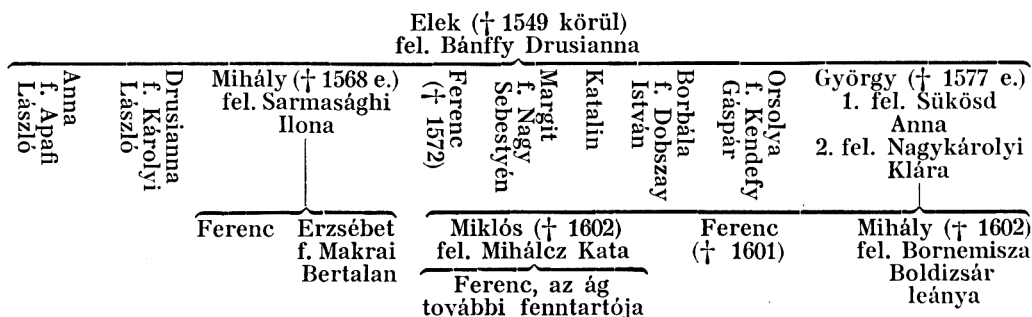 Elek († 1549 körül)
fel. Bánffy Drusianna
Anna
f. Apafi
László
Drusianna
f. Károlyi
László
Mihály († 1568 e.)
fel. Sarmasághi
Ilona
Ferenc
(† 1572)
Margit
f. Nagy
Sebestyén
Katalin
Borbála
f. Dobszay
István
Orsolya
f. Kendefy
Gáspár
György († 1577 e.)
1. fel. Sükösd
Anna
2. fel. Nagykárolyi
Klára
Ferenc
Erzsébet
f. Makrai
Bertalan
Miklós († 1602)
fel. Mihálcz Kata
Ferenc
(† 1601)
Mihály († 1602)
fel. Bornemisza
Boldizsár
leánya
Ferenc, az ág
további fenntartója